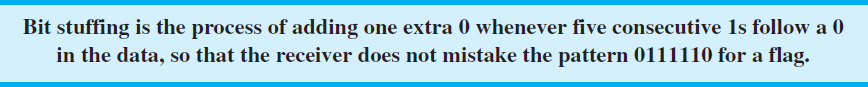 Bit stuffing is the process of adding one extra 0 whenever five consecutive 1s follow a 0
in the data, so that the receiver does not mistake the pattern 0111110 for a flag.